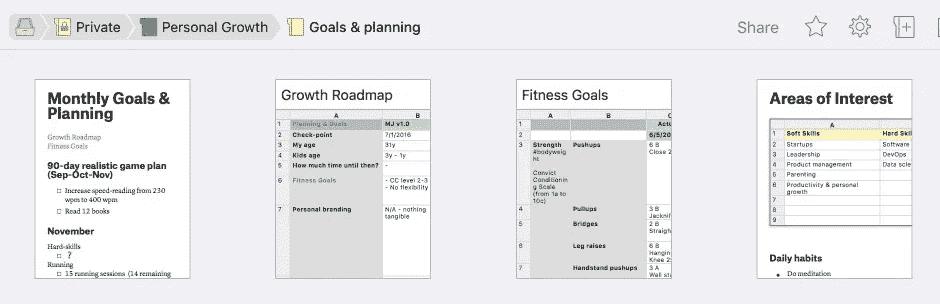 Private Personal Growth Goals & planning Share
Monthly Goals &
Planning
Growth Roadmap
Fitness Goals
90-day realistic game plan
(Sep-Oct-Nov)
Increase speed-reading from 230
wpm to 400 wpm
Read 12 books
November
Hard-skills
?
Running
15 running sessions (14 remaining
Growth Roadmap
A B
1 Planning & Goals MJ v1.0
2 Check-point 7/1/2016
3 My age 31y
4 Kids age 3y - 1y
5 How much time until then? -
6 Fitness Goals - CC level 2-3
- No flexibility
7 Personal branding N/A - nothing
tangible
Fitness Goals
A B C
1 Acto
2 6/5/20
3 Strength Pushups 6 B
#bodyweig Close 2
ht
Convict
Conditionin
g Scale
(from 1a to
10c)
4 Pullups 3 B
Jacknif
5 Bridges 2 B
Straigh
6 Leg raises 6 B
Hangin
Knee 2
7 Handstand pushups 3 A
Wall st
Areas of Interest
A
1 Soft Skills Hard Skil
2 Startups Software
3 Leadership DevOps
4 Product management Data scie
5 Parenting
6 Productivity & personal
growth
7
8
9
Daily habits
Do meditation